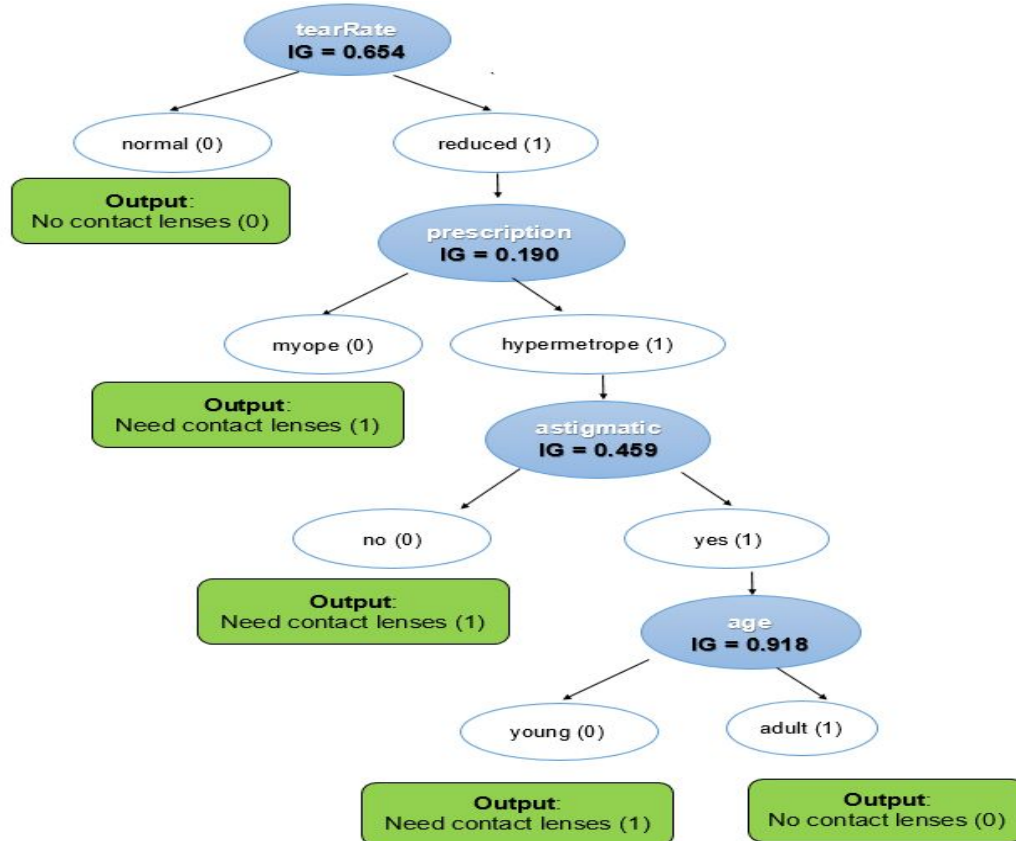 tearRate
IG = 0.654
normal (0)
reduced (1)
Output:
No contact lenses (0)
prescription
IG = 0.190
myope (0)
hypermetrope (1)
Output:
Need contact lenses (1)
astigmatic
IG = 0.459
no (0)
yes (1)
Output:
Need contact lenses (1)
age
IG = 0.918
young (0)
adult (1)
Output:
Need contact lenses (1)
Output:
No contact lenses (0)